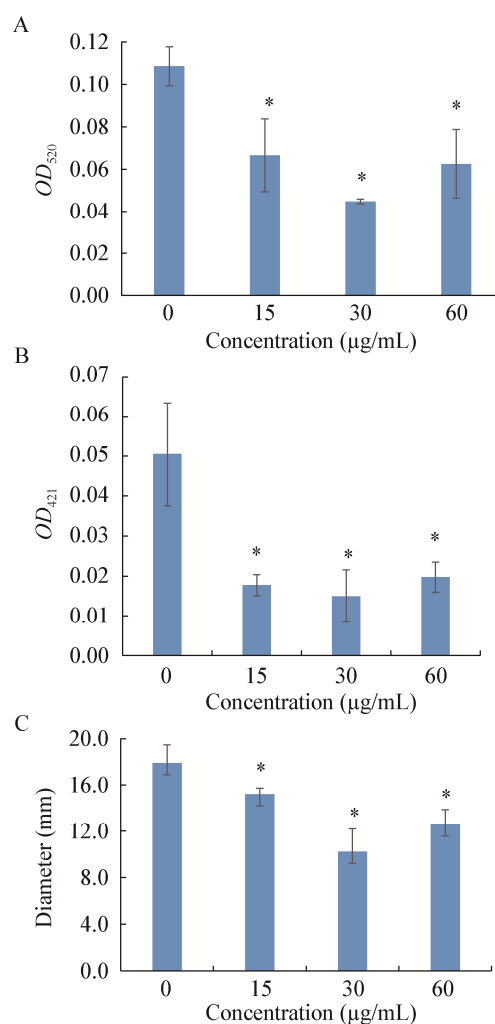 A
0.12
0.10
0.08
0.06
0.04
0.02
0.00
OD520
* * *
0 15 30 60
Concentration (μg/mL)
B
0.07
0.06
0.05
0.04
0.03
0.02
0.01
0.00
OD421
* * *
0 15 30 60
Concentration (μg/mL)
C
20.0
16.0
12.0
8.0
4.0
0.0
Diameter (mm)
* * *
0 15 30 60
Concentration (μg/mL)